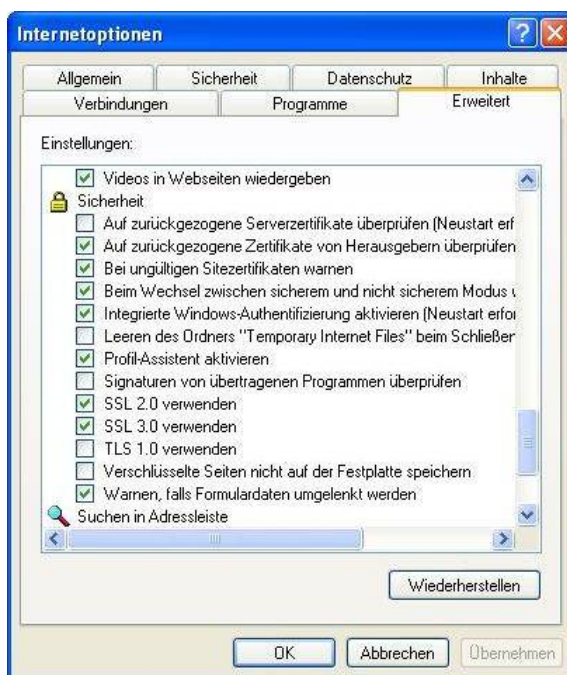 Internetoptionen
Allgemein Sicherheit Datenschutz Inhalte
Verbindungen Programme Erweitert
Einstellungen:
Videos in Webseiten wiedergeben
Sicherheit
Auf zurückgezogene Serverzertifikate überprüfen (Neustart erf
Auf zurückgezogene Zertifikate von Herausgebern überprüfen
Bei ungültigen Sitezertifikaten warnen
Beim Wechsel zwischen sicherem und nicht sicherem Modus
Integrierte Windows-Authentifizierung aktivieren (Neustart erfor
Leeren des Ordners "Temporary Internet Files" beim Schließen
Profil-Assistent aktivieren
Signaturen von übertragenen Programmen überprüfen
SSL 2.0 verwenden
SSL 3.0 verwenden
TLS 1.0 verwenden
Verschlüsselte Seiten nicht auf der Festplatte speichern
Warnen, falls Formulardaten umgelenkt werden
Suchen in Adressleiste
Wiederherstellen
OK Abbrechen Übernehmen